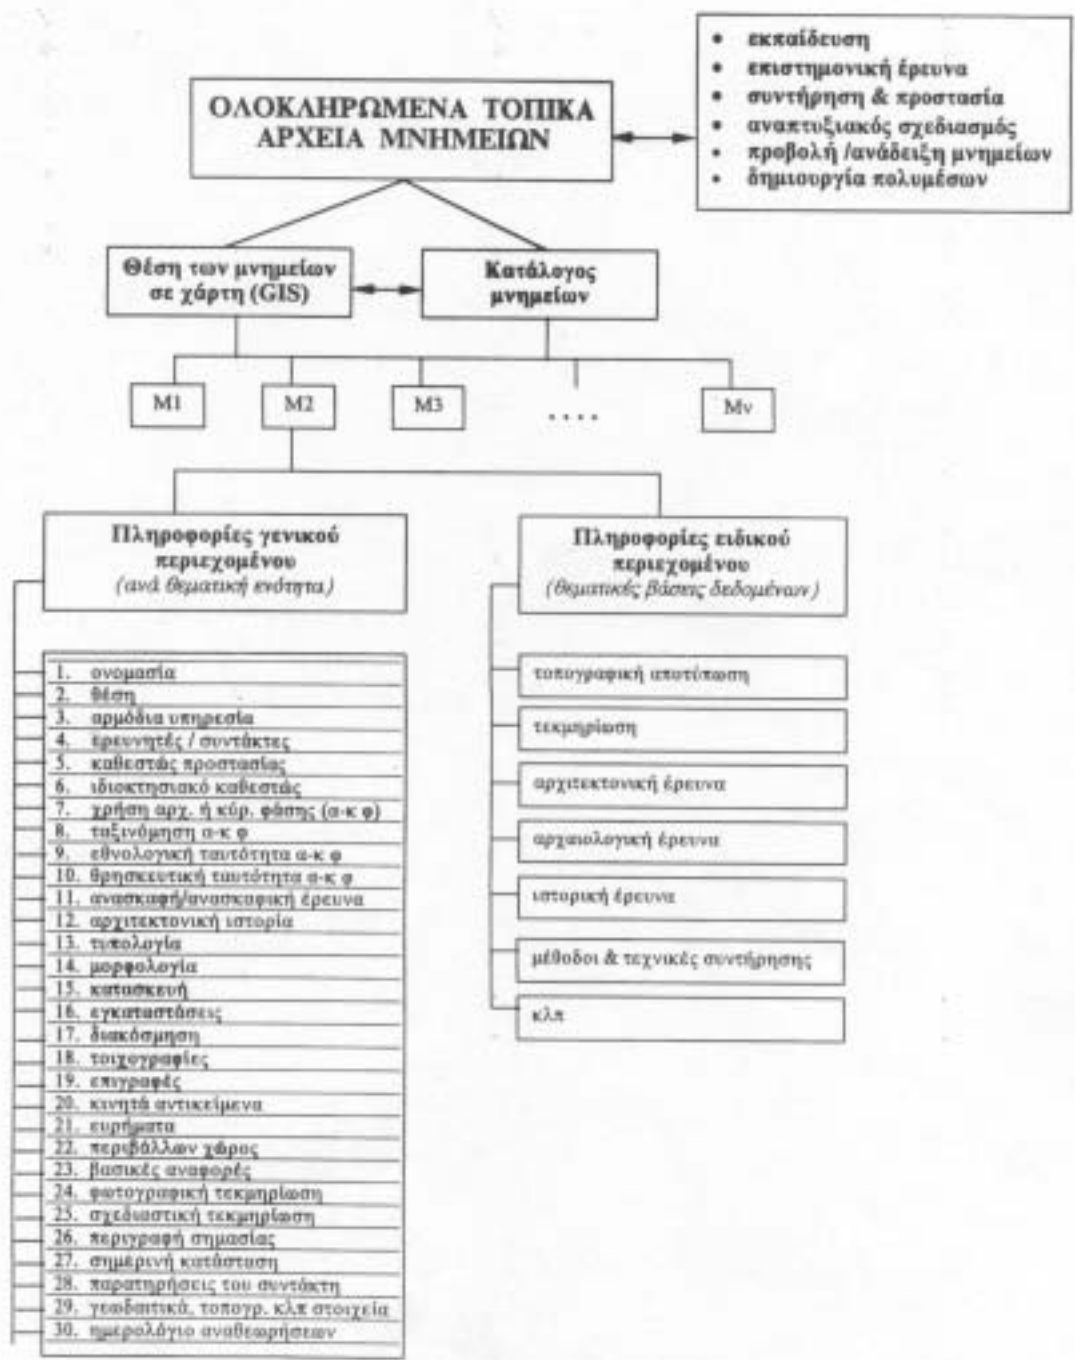 ΟΛΟΚΛΗΡΩΜΕΝΑ ΤΟΠΙΚΑ
ΑΡΧΕΙΑ ΜΝΗΜΕΙΩΝ
• εκπαίδευση
• επιστημονική έρευνα
• συντήρηση & προστασία
• αναπτυξιακός σχεδιασμός
• προβολή /ανάδειξη μνημείων
• δημιουργία πολυμέσων
Θέση των μνημείων
σε χάρτη (GIS)
Κατάλογος
μνημείων
Μ1
Μ2
Μ3
....
Μν
Πληροφορίες γενικού
περιεχομένου
(ανά θεματική ενότητα)
Πληροφορίες ειδικού
περιεχομένου
(θεματικές βάσεις δεδομένων)
1. ονομασία
2. θέση
3. αρμόδια υπηρεσία
4. ερευνητές / συντάκτες
5. καθεστώς προστασίας
6. ιδιοκτησιακό καθεστώς
7. χρήση αρχ. ή κύρ. φάσης (α-κ φ)
8. ταξινόμηση α-κ φ
9. εθνολογική ταυτότητα α-κ φ
10. θρησκευτική ταυτότητα α-κ φ
11. ανασκαφή/ανασκαφική έρευνα
12. αρχιτεκτονική ιστορία
13. τυπολογία
14. μορφολογία
15. κατασκευή
16. εγκαταστάσεις
17. διακόσμηση
18. τοιχογραφίες
19. επιγραφές
20. κινητά αντικείμενα
21. ευρήματα
22. περιβάλλων χώρος
23. βασικές αναφορές
24. φωτογραφική τεκμηρίωση
25. σχεδιαστική τεκμηρίωση
26. περιγραφή σημασίας
27. σημερινή κατάσταση
28. παρατηρήσεις του συντάκτη
29. γεωδαιτικά, τοπογρ. κλπ στοιχεία
30. ημερολόγιο αναθεωρήσεων
τοπογραφική αποτύπωση
τεκμηρίωση
αρχιτεκτονική έρευνα
αρχαιολογική έρευνα
ιστορική έρευνα
μέθοδοι & τεχνικές συντήρησης
κλπ